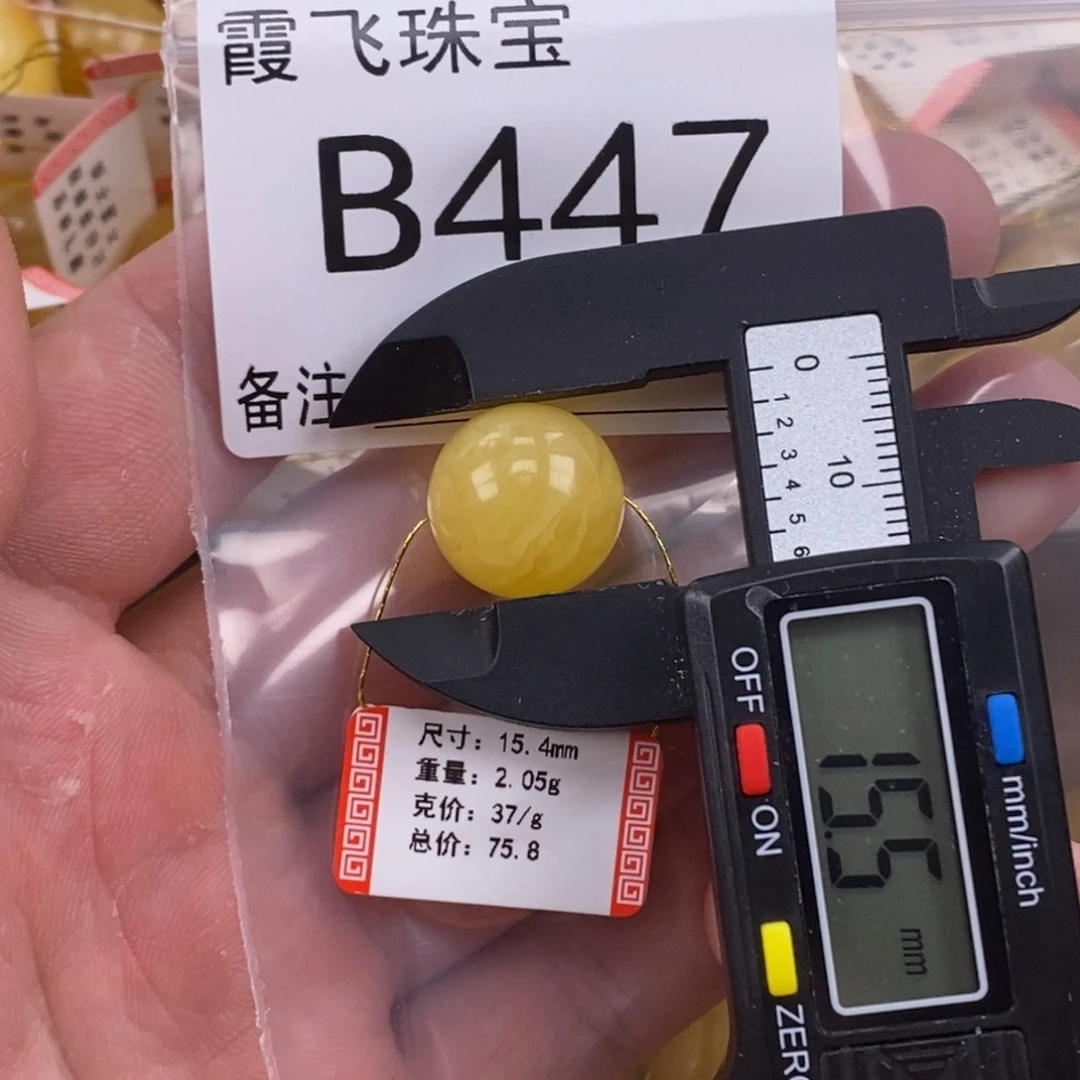 霞飞珠宝
B447
备注
0
1 2 3 4 5 6
10
尺寸: 15.4mm
重量: 2.05g
克价: 37/g
总价: 75.8
OFF
ON
ZERO
15.5 mm
mm/inch